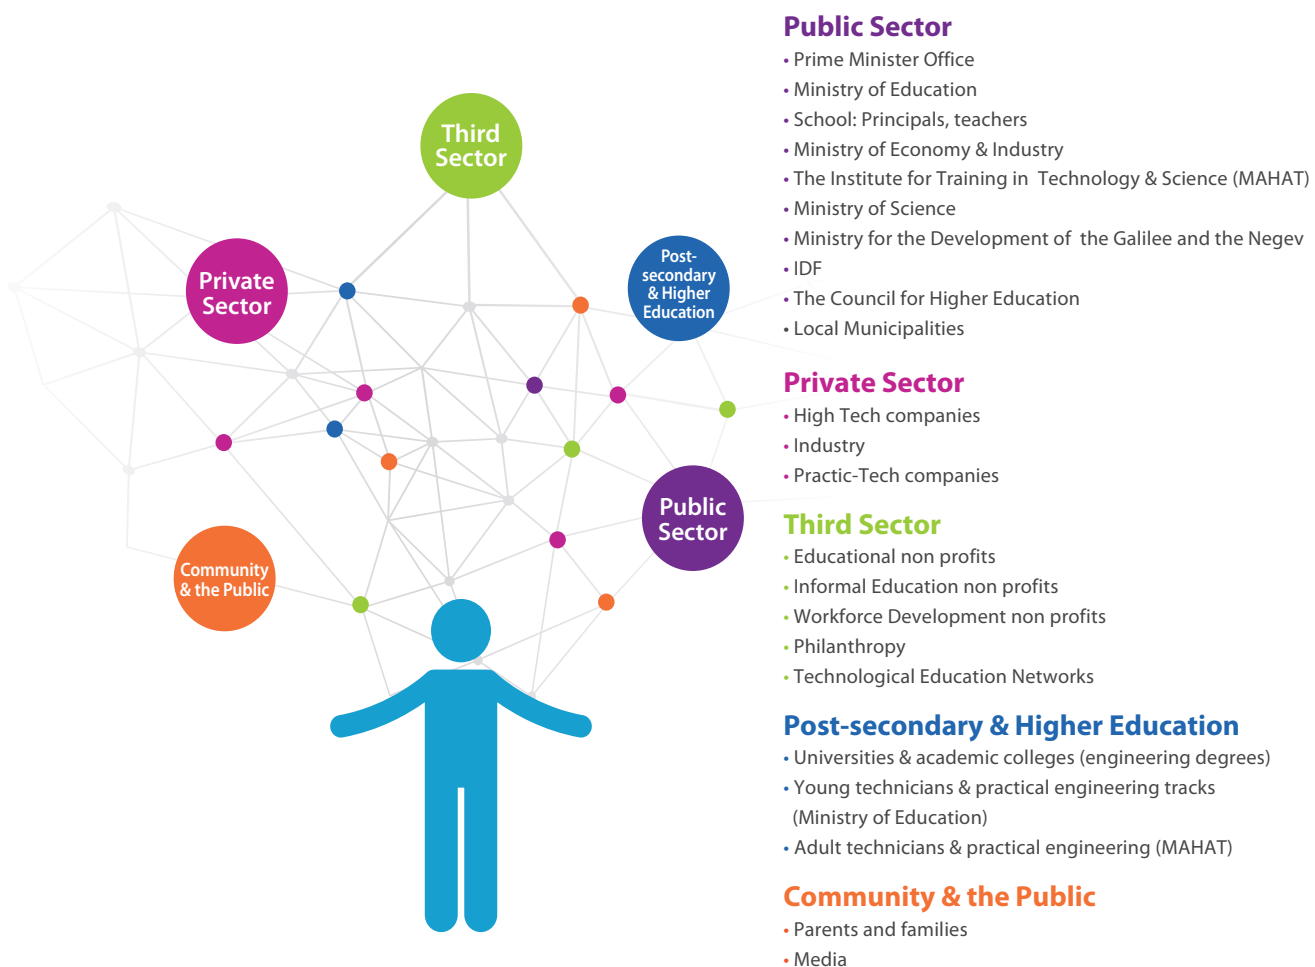 Third
Sector
Private
Sector
Post-
secondary
& Higher
Education
Public
Sector
Community
& the Public
Public Sector
• Prime Minister Office
• Ministry of Education
• School: Principals, teachers
• Ministry of Economy & Industry
• The Institute for Training in Technology & Science (MAHAT)
• Ministry of Science
• Ministry for the Development of the Galilee and the Negev
• IDF
• The Council for Higher Education
• Local Municipalities
Private Sector
• High Tech companies
• Industry
• Practic-Tech companies
Third Sector
• Educational non profits
• Informal Education non profits
• Workforce Development non profits
• Philanthropy
• Technological Education Networks
Post-secondary & Higher Education
• Universities & academic colleges (engineering degrees)
• Young technicians & practical engineering tracks
(Ministry of Education)
• Adult technicians & practical engineering (MAHAT)
Community & the Public
• Parents and families
• Media